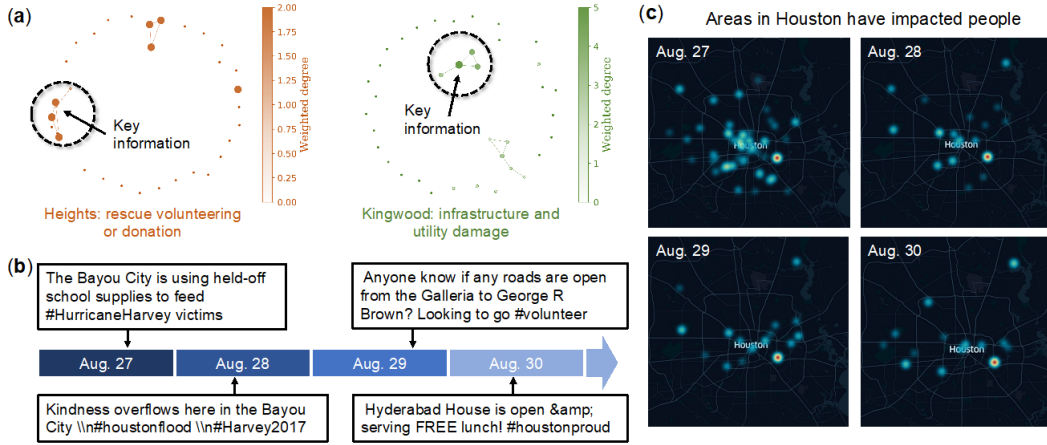 (a)
Key
information
2.00
1.75
1.50
1.25
1.00
0.75
0.50
0.25
0.00
Weighted degree
Heights: rescue volunteering
or donation
Key
information
5
4
3
2
1
0
Weighted degree
Kingwood: infrastructure and
utility damage
(b)
The Bayou City is using held-off
school supplies to feed
#HurricaneHarvey victims
Anyone know if any roads are open
from the Galleria to George R
Brown? Looking to go #volunteer
Aug. 27
Aug. 28
Aug. 29
Aug. 30
Kindness overflows here in the Bayou
City \\n#houstonflood \\n#Harvey2017
Hyderabad House is open &amp;
serving FREE lunch! #houstonproud
(c)
Areas in Houston have impacted people
Aug. 27
Houston
Aug. 28
Houston
Aug. 29
Houston
Aug. 30
Houston